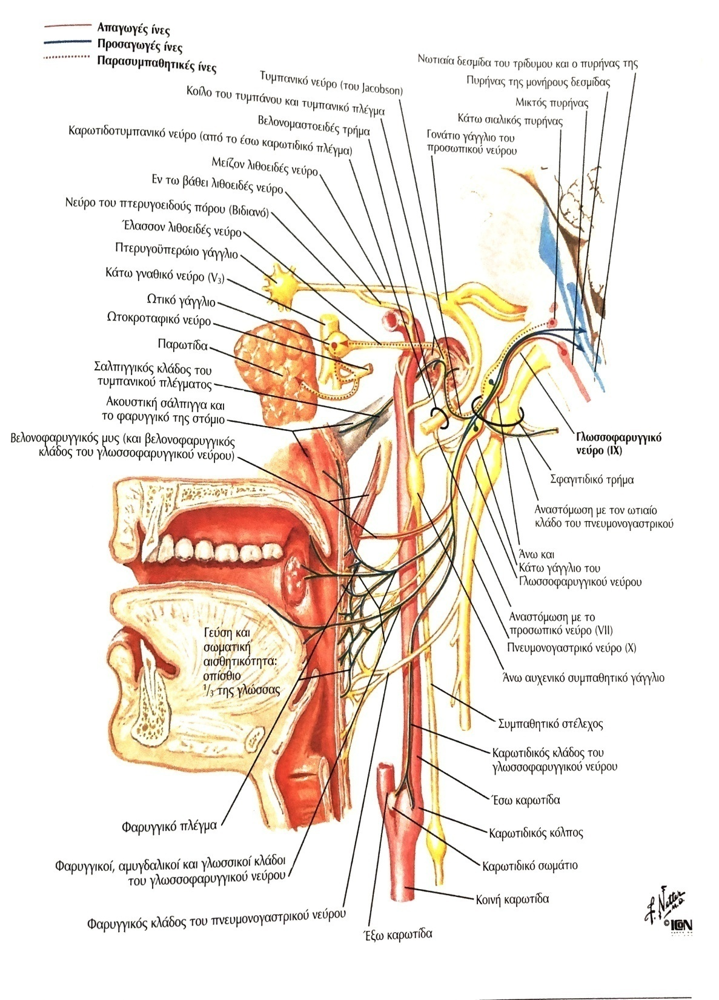 Απαγωγές ίνες
Προσαγωγές ίνες
Παρασυμπαθητικές ίνες
Τυμπανικό νεύρο (του Jacobson)
Κοίλο του τυμπάνου και τυμπανικό πλέγμα
Βελονομαστοειδές τρήμα
Καρωτιδοτυμπανικό νεύρο (από το έσω καρωτιδικό πλέγμα)
Μείζον λιθοειδές νεύρο
Εν τω βάθει λιθοειδές νεύρο
Νεύρο του πτερυγοειδούς πόρου (Βιδιανό)
Έλασσον λιθοειδές νεύρο
Πτερυγοϋπερώιο γάγγλιο
Κάτω γναθικό νεύρο (V₃)
Ωτικό γάγγλιο
Ωτοκροταφικό νεύρο
Παρωτίδα
Σαλπιγγικός κλάδος του
τυμπανικού πλέγματος
Ακουστική σάλπιγγα και
το φαρυγγικό της στόμιο
Βελονοφαρυγγικός μυς (και βελονοφαρυγγικός
κλάδος του γλωσσοφαρυγγικού νεύρου)
Νωτιαία δεσμίδα του τρίδυμου και ο πυρήνας της
Πυρήνας της μονήρους δεσμίδας
Μικτός πυρήνας
Κάτω σιαλικός πυρήνας
Γονάτιο γάγγλιο του
προσωπικού νεύρου
Γλωσσοφαρυγγικό
νεύρο (IX)
Σφαγιτιδικό τρήμα
Αναστόμωση με τον ωτιαίο
κλάδο του πνευμονογαστρικού
Άνω και
Κάτω γάγγλιο του
Γλωσσοφαρυγγικού νεύρου
Αναστόμωση με το
προσωπικό νεύρο (VII)
Πνευμονογαστρικό νεύρο (X)
Άνω αυχενικό συμπαθητικό γάγγλιο
Συμπαθητικό στέλεχος
Καρωτιδικός κλάδος του
γλωσσοφαρυγγικού νεύρου
Έσω καρωτίδα
Καρωτιδικός κόλπος
Καρωτιδικό σωμάτιο
Κοινή καρωτίδα
Γεύση και
σωματική
αισθητικότητα:
οπίσθιο
1/3 της γλώσσας
Φαρυγγικό πλέγμα
Φαρυγγικοί, αμυγδαλικοί και γλωσσικοί κλάδοι
του γλωσσοφαρυγγικού νεύρου
Φαρυγγικός κλάδος του πνευμονογαστρικού νεύρου
Έξω καρωτίδα
F. Netter
M.D.
© ICON